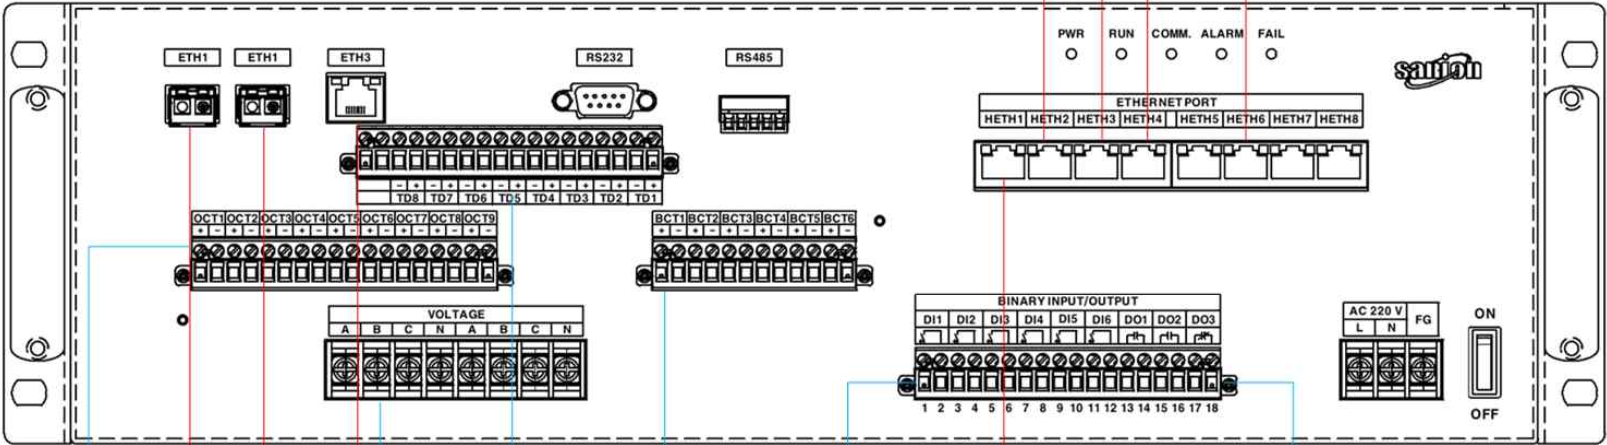 PWR RUN COMM. ALARM FAIL
ETH1 ETH1 ETH3 RS232 RS485
ETHERNET PORT
HETH1 HETH2 HETH3 HETH4 HETH5 HETH6 HETH7 HETH8
- + - + - + - + - + - + - + - +
TD8 TD7 TD6 TD5 TD4 TD3 TD2 TD1
OCT1 OCT2 OCT3 OCT4 OCT5 OCT6 OCT7 OCT8 OCT9
+ - + - + - + - + - + - + - + - + -
BCT1 BCT2 BCT3 BCT4 BCT5 BCT6
+ - + - + - + - + - + -
VOLTAGE
A B C N A B C N
BINARY INPUT/OUTPUT
DI1 DI2 DI3 DI4 DI5 DI6 DO1 DO2 DO3
1 2 3 4 5 6 7 8 9 10 11 12 13 14 15 16 17 18
AC 220 V FG
L N
ON
OFF